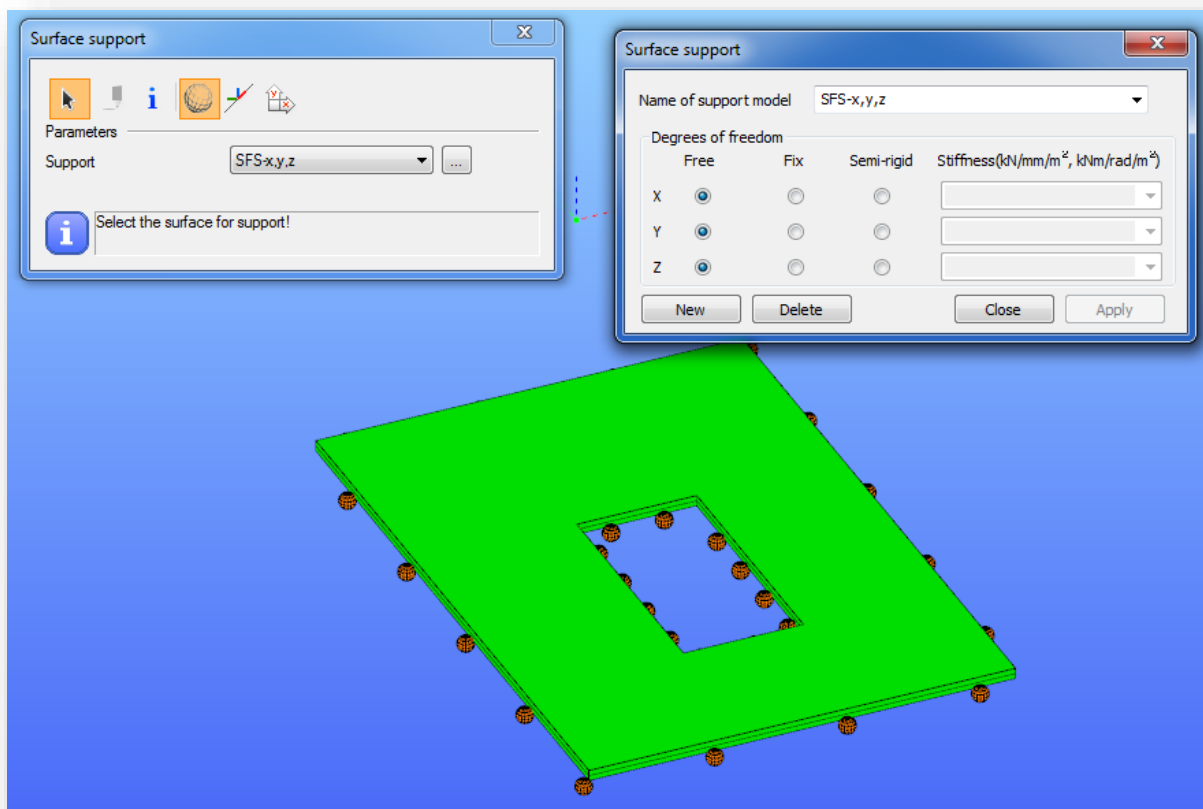 Surface support
Parameters
Support SFS-x,y,z ...
Select the surface for support!
Surface support
Name of support model SFS-x,y,z
Degrees of freedom
Free Fix Semi-rigid Stiffness(kN/mm/m², kNm/rad/m²)
X
Y
Z
New Delete Close Apply